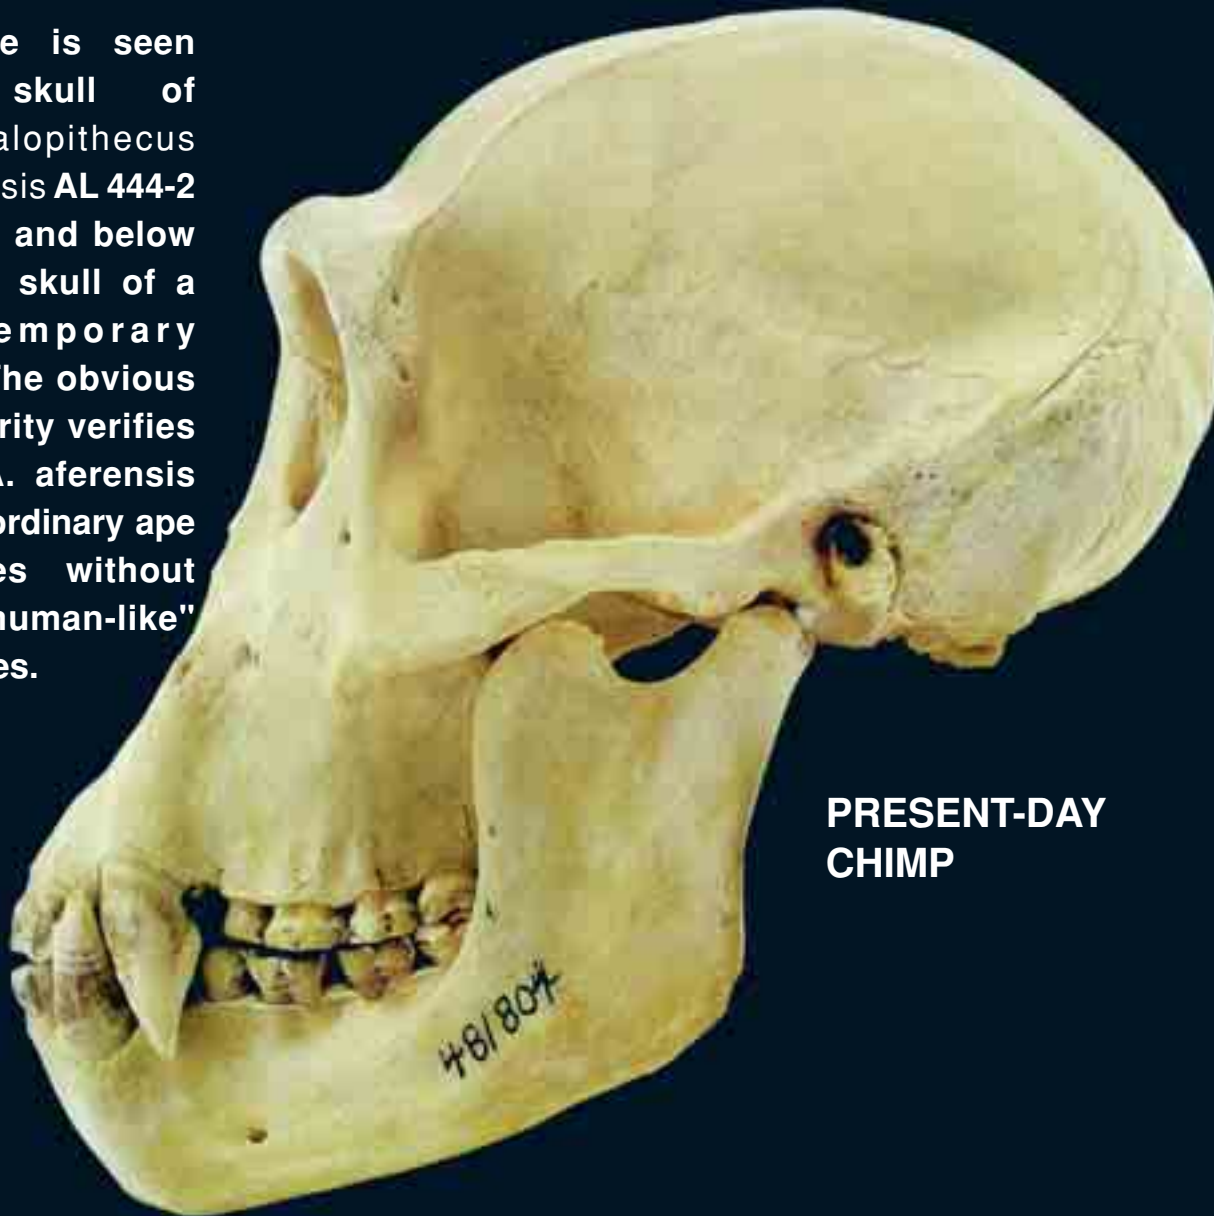 e is seen
skull of
alopithecus
sis AL 444-2
and below
skull of a
emporary
The obvious
rity verifies
A. aferensis
ordinary ape
es without
human-like"
es.
PRESENT-DAY
CHIMP
481804